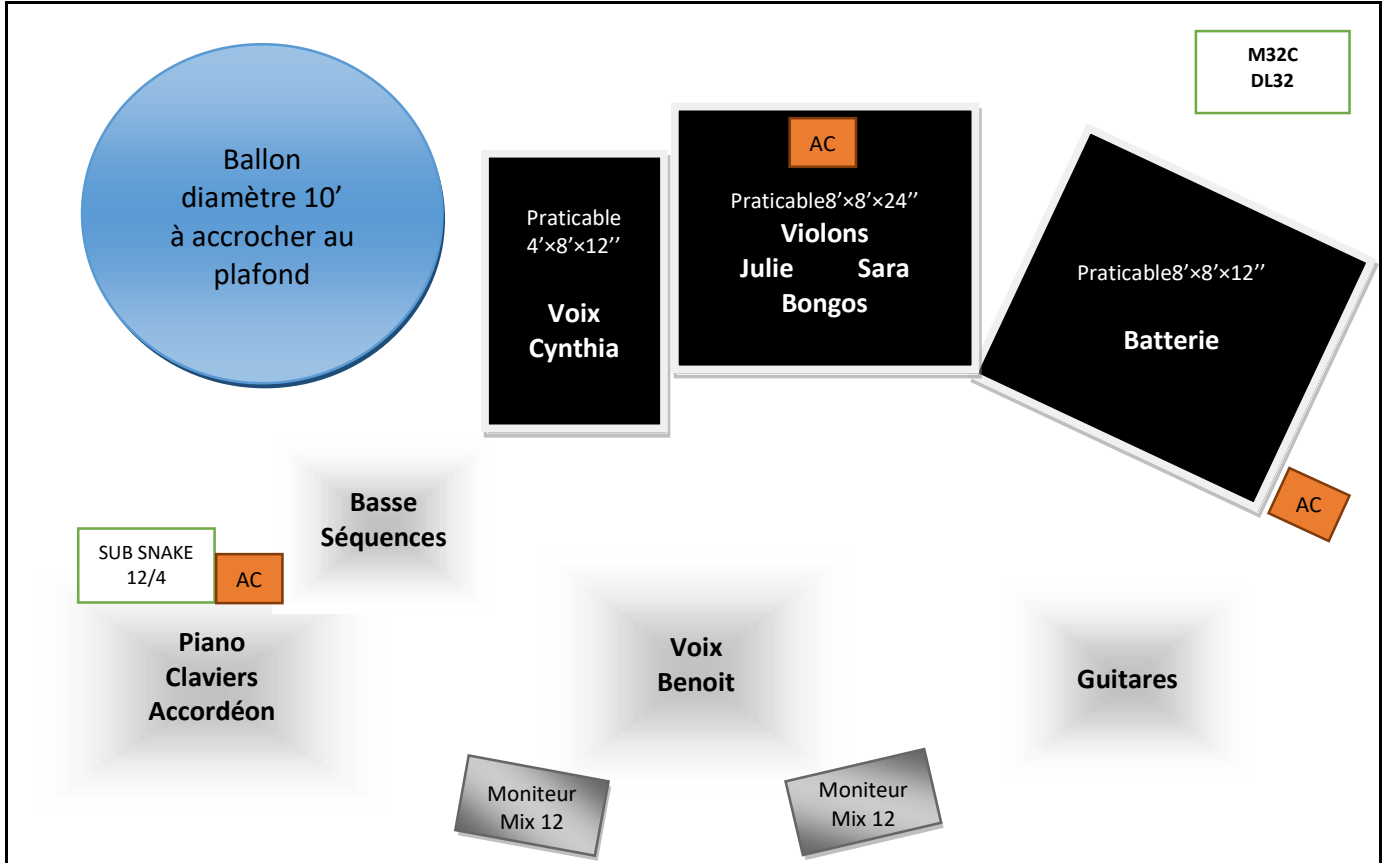 M32C
DL32
Ballon
diamètre 10’
à accrocher au
plafond
Praticable
4’×8’×12’’
Voix
Cynthia
AC
Praticable8’×8’×24’’
Violons
Julie Sara
Bongos
Praticable8’×8’×12’’
Batterie
AC
Basse
Séquences
SUB SNAKE
12/4
AC
Piano
Claviers
Accordéon
Voix
Benoit
Guitares
Moniteur
Mix 12
Moniteur
Mix 12